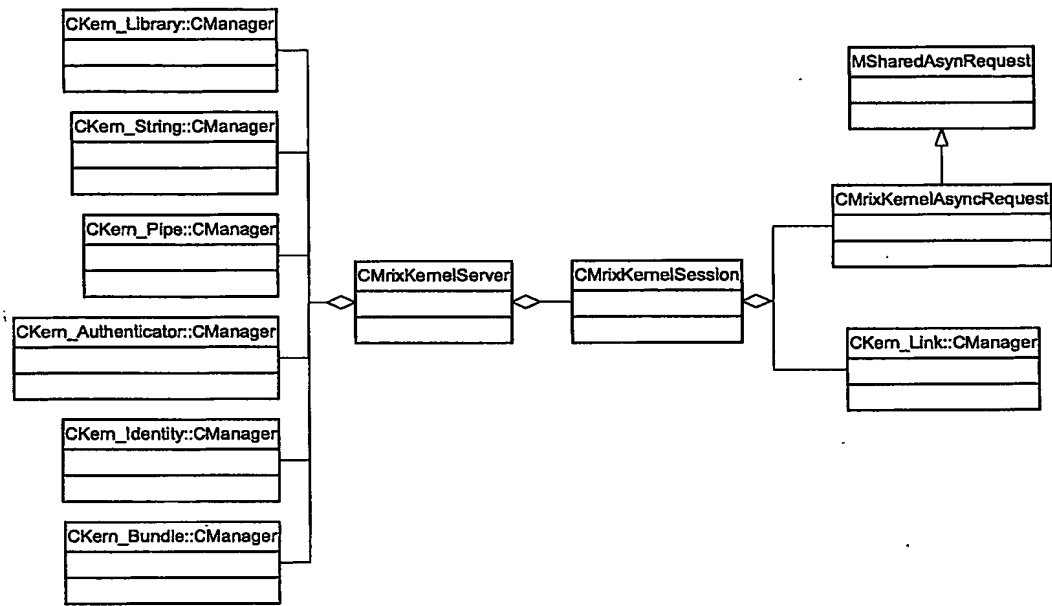 CKern_Library::CManager
CKern_String::CManager
CKern_Pipe::CManager
CKern_Authenticator::CManager
CKern_Identity::CManager
CKern_Bundle::CManager
CMrixKernelServer
CMrixKernelSession
MSharedAsynRequest
CMrixKernelAsyncRequest
CKern_Link::CManager